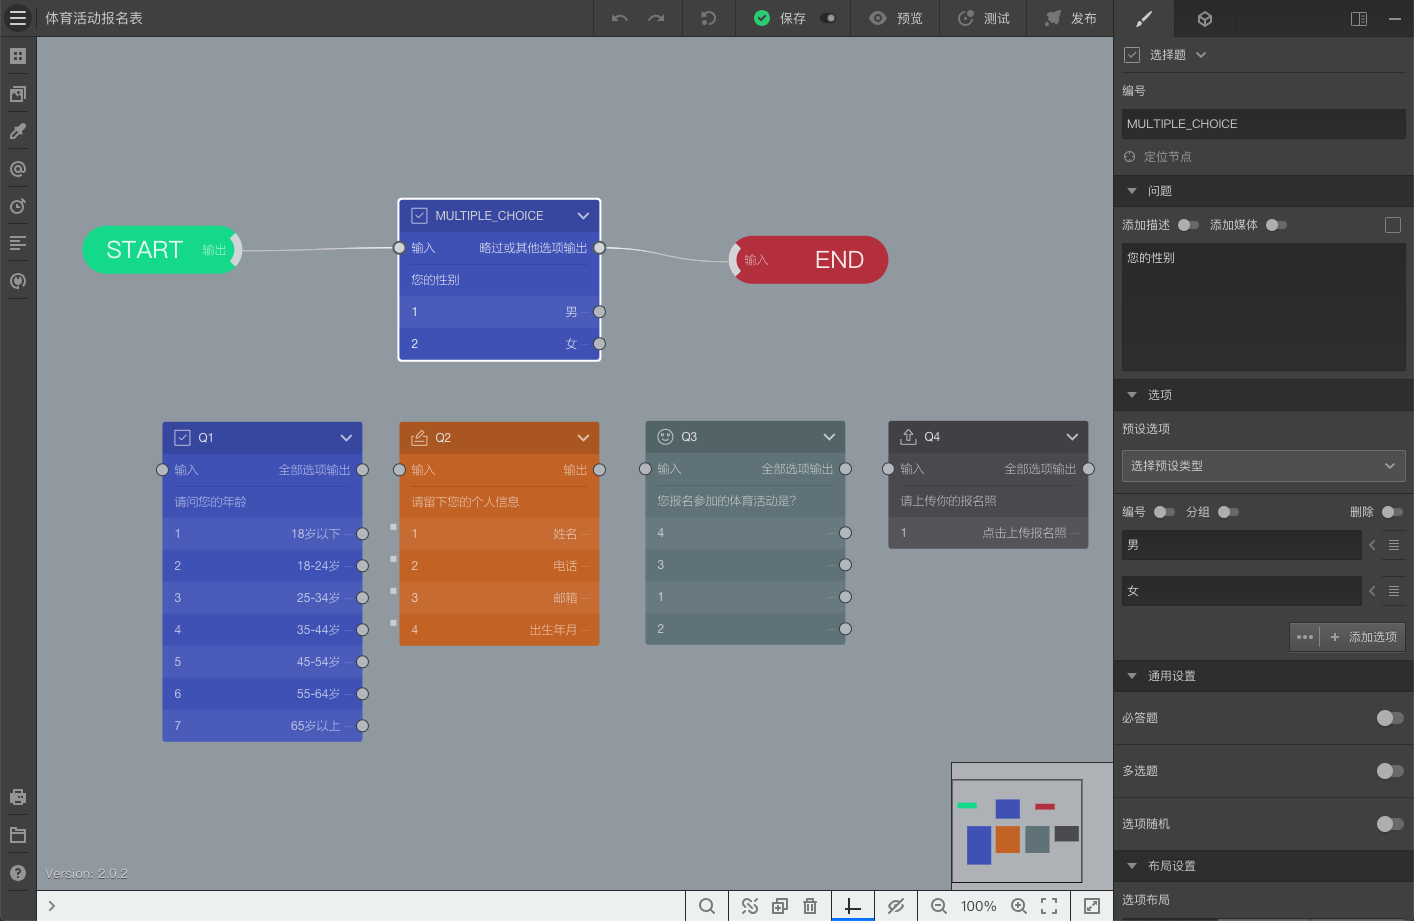 体育活动报名表
保存
预览
测试
发布
选择题
编号
MULTIPLE_CHOICE
定位节点
问题
添加描述
添加媒体
您的性别
选项
预设选项
选择预设类型
编号
分组
删除
男
女
添加选项
通用设置
必答题
多选题
选项随机
布局设置
选项布局
START 输出
MULTIPLE_CHOICE
输入 略过或其他选项输出
您的性别
1 男
2 女
输入 END
Q1
输入 全部选项输出
请问您的年龄
1 18岁以下
2 18-24岁
3 25-34岁
4 35-44岁
5 45-54岁
6 55-64岁
7 65岁以上
Q2
输入 输出
请留下您的个人信息
1 姓名
2 电话
3 邮箱
4 出生年月
Q3
输入 全部选项输出
您报名参加的体育活动是?
4
3
1
2
Q4
输入 全部选项输出
请上传你的报名照
1 点击上传报名照
Version: 2.0.2
100%